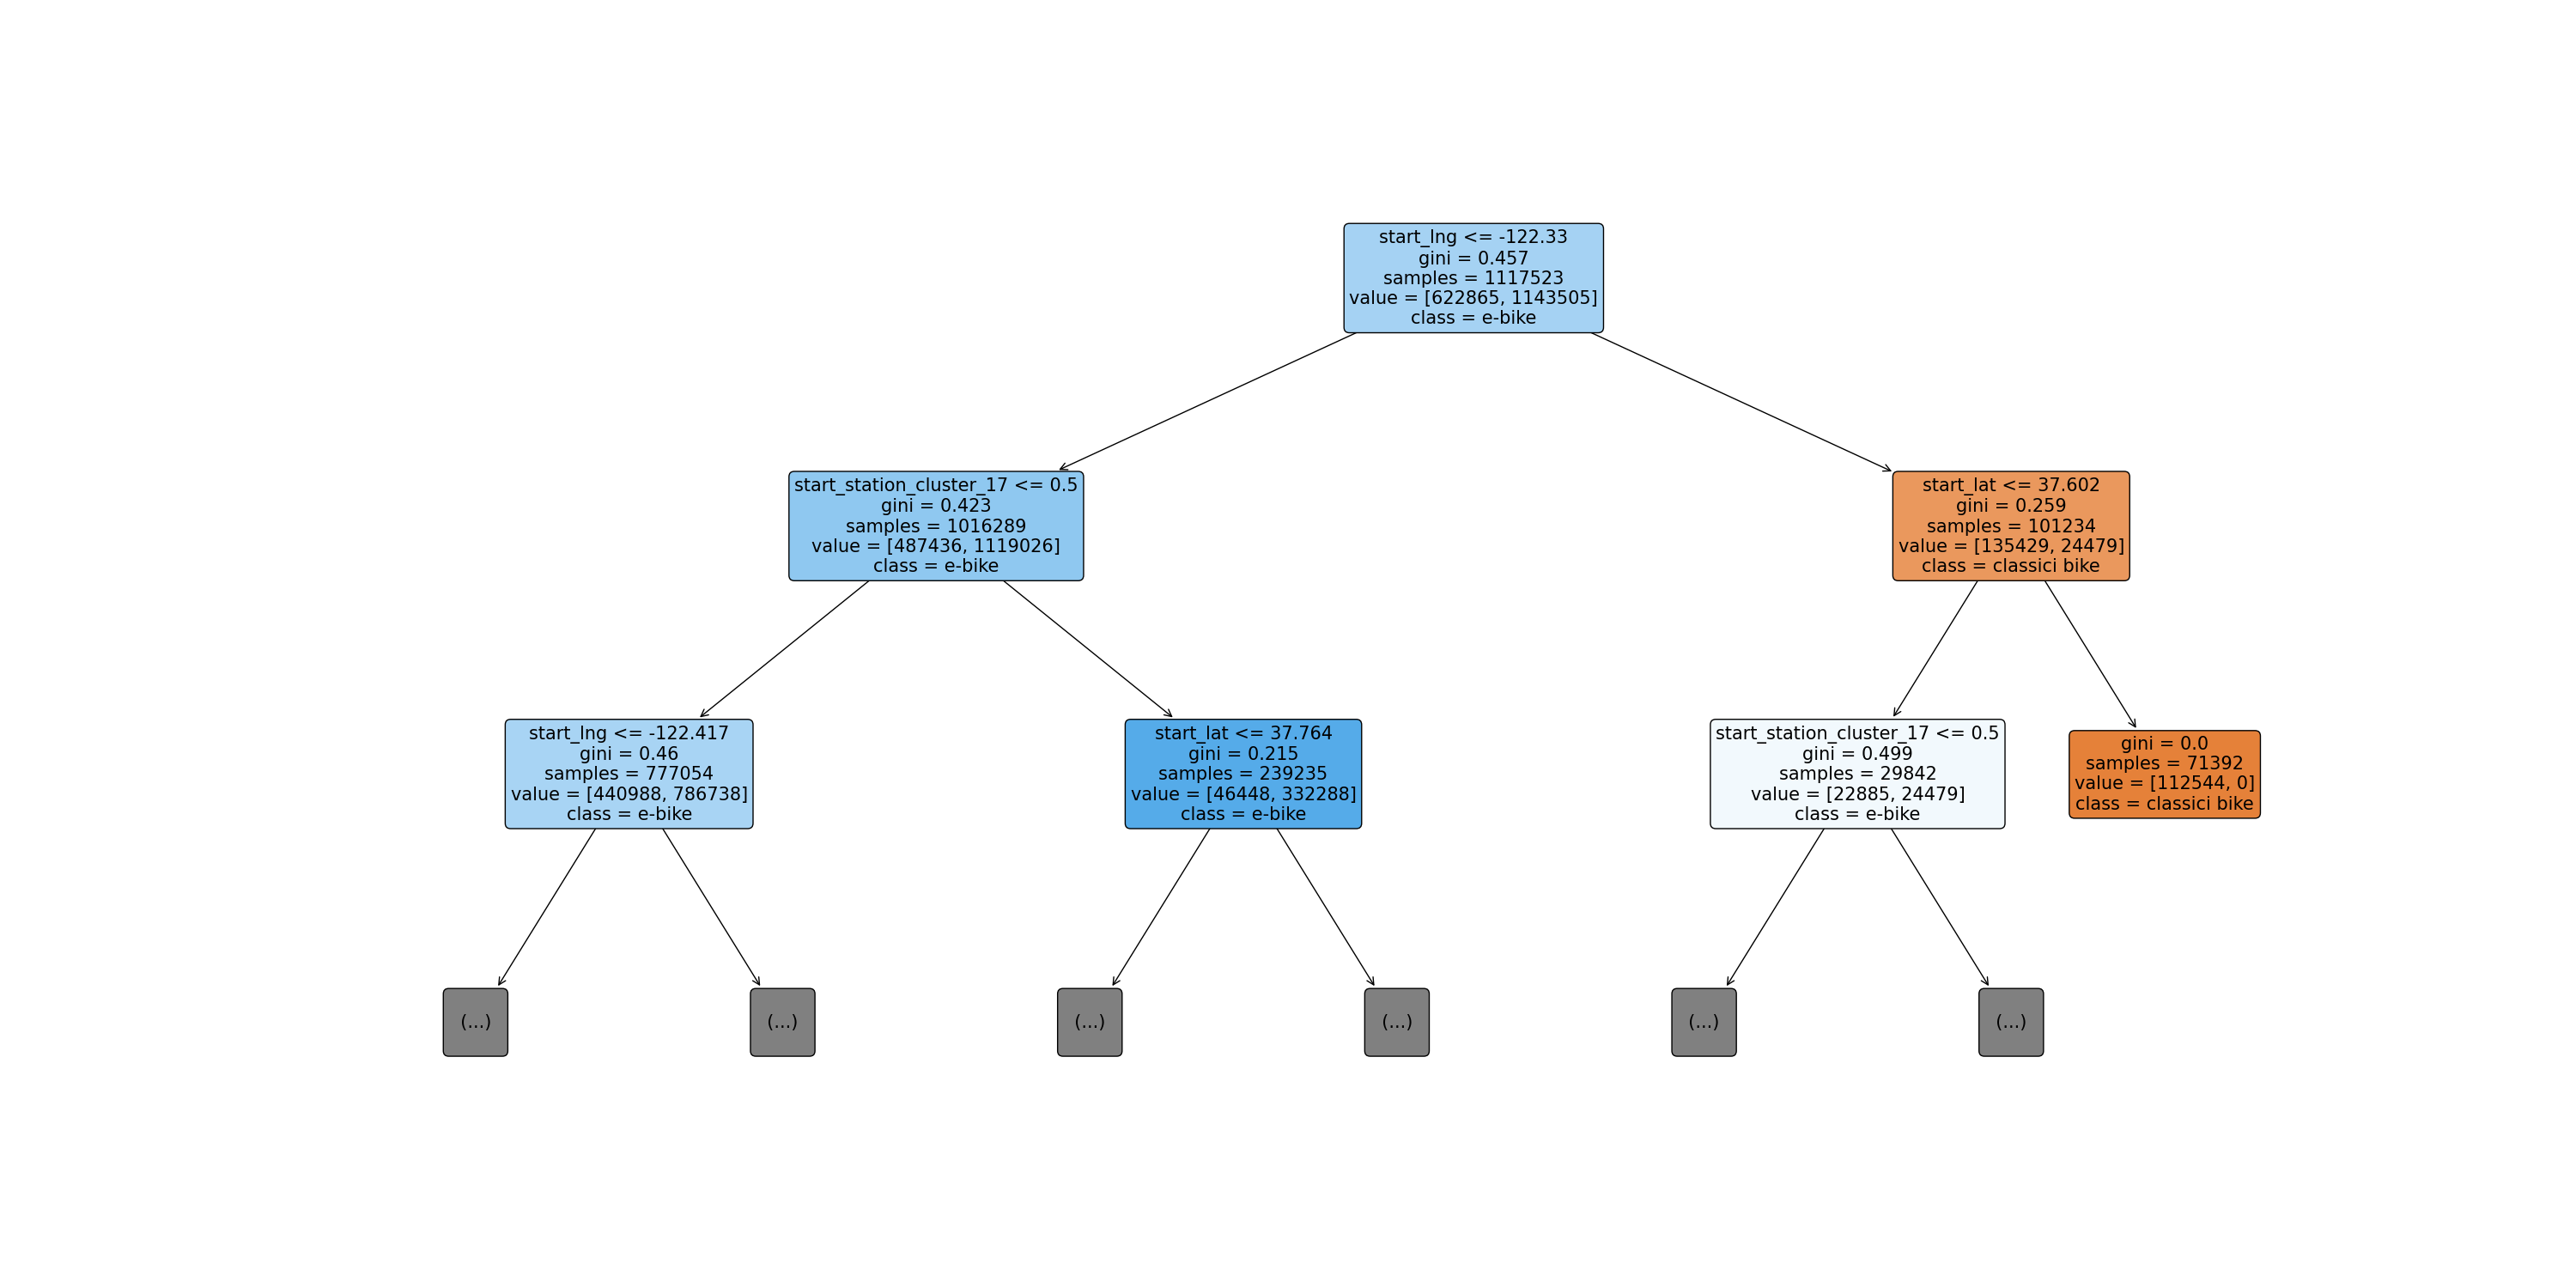 start_lng <= -122.33
gini = 0.457
samples = 1117523
value = [622865, 1143505]
class = e-bike
start_station_cluster_17 <= 0.5
gini = 0.423
samples = 1016289
value = [487436, 1119026]
class = e-bike
start_lat <= 37.602
gini = 0.259
samples = 101234
value = [135429, 24479]
class = classici bike
start_lng <= -122.417
gini = 0.46
samples = 777054
value = [440988, 786738]
class = e-bike
start_lat <= 37.764
gini = 0.215
samples = 239235
value = [46448, 332288]
class = e-bike
start_station_cluster_17 <= 0.5
gini = 0.499
samples = 29842
value = [22885, 24479]
class = e-bike
gini = 0.0
samples = 71392
value = [112544, 0]
class = classici bike
(...)
(...)
(...)
(...)
(...)
(...)